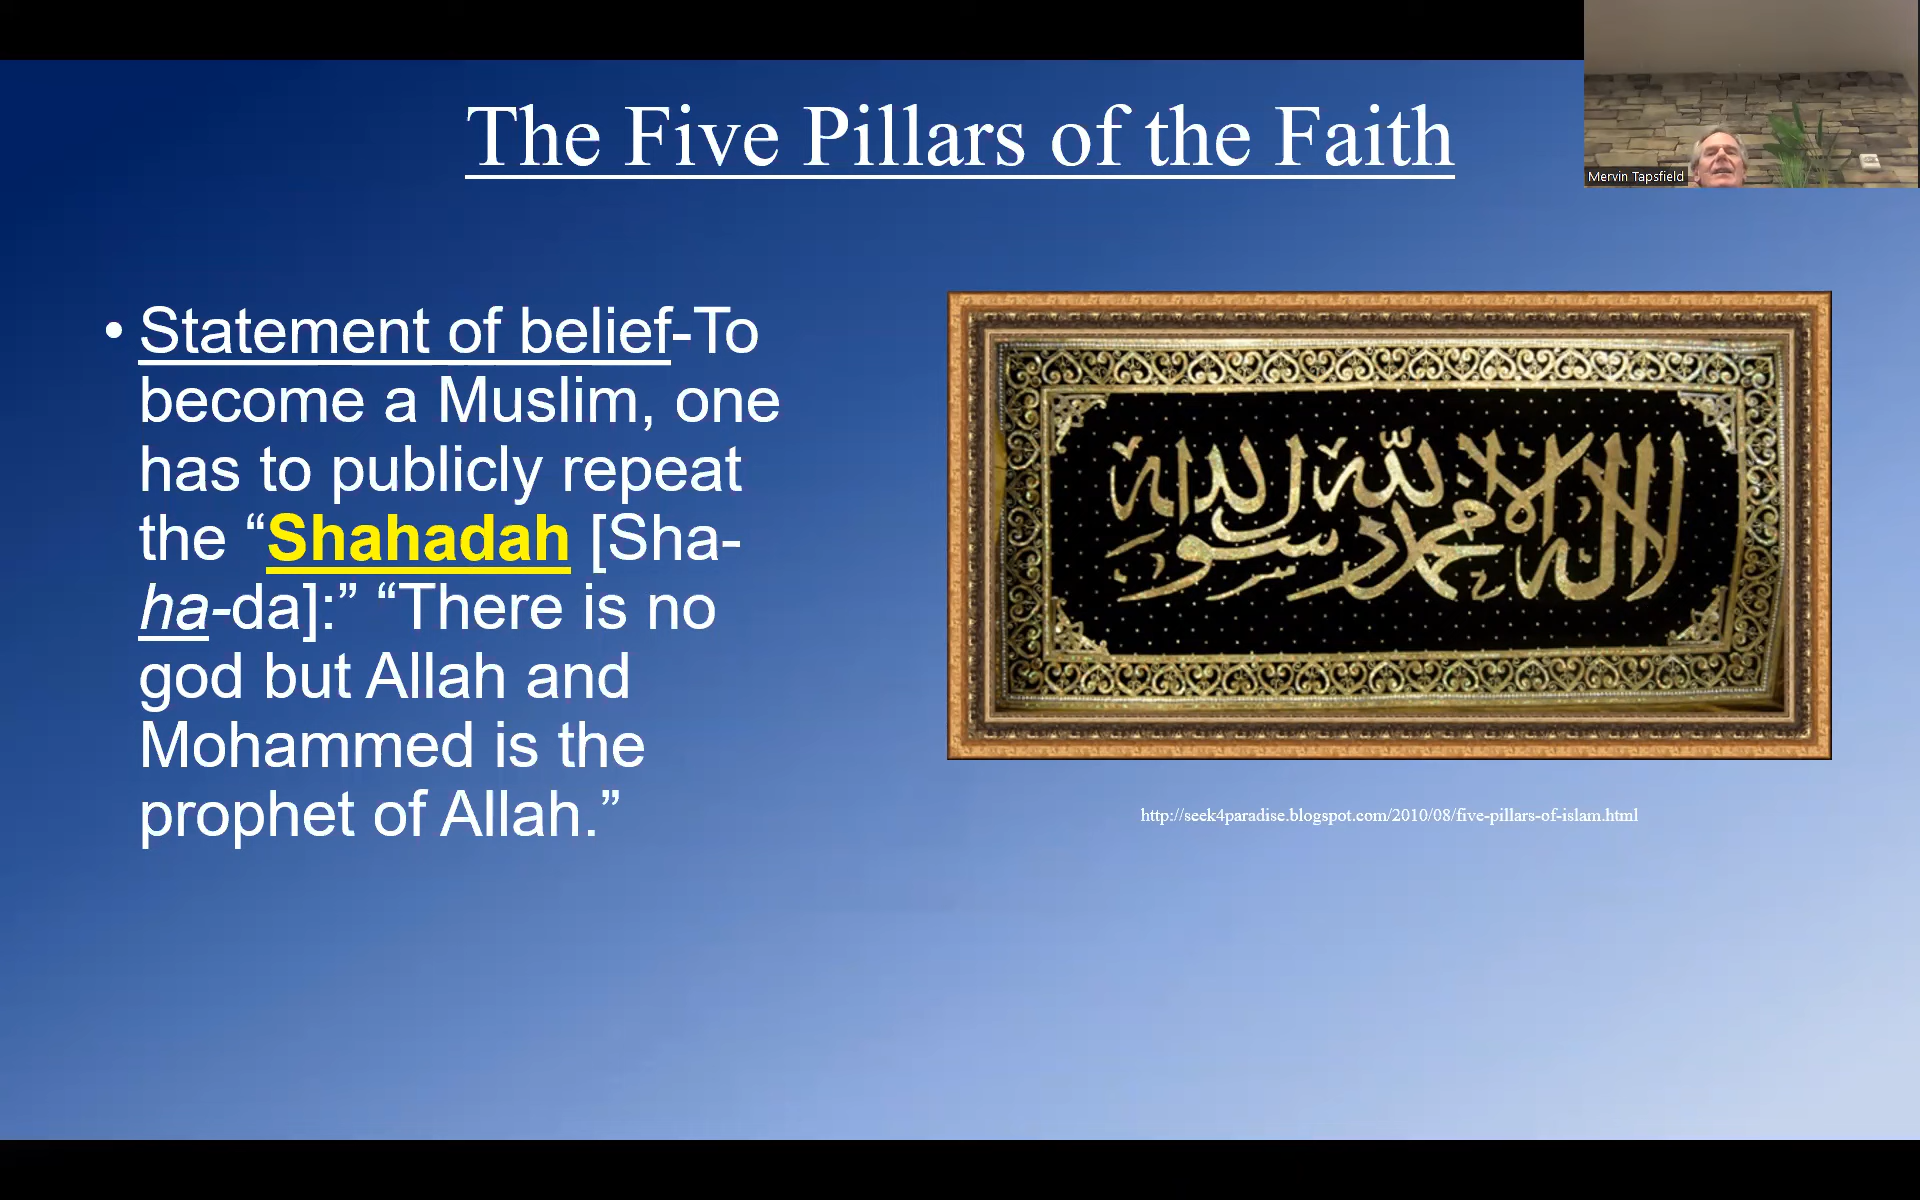 The Five Pillars of the Faith
Mervin Tapsfield
• Statement of belief-To
become a Muslim, one
has to publicly repeat
the “Shahadah [Sha-
ha-da]:” “There is no
god but Allah and
Mohammed is the
prophet of Allah.”
لا إله إلا الله محمد رسول الله
http://seek4paradise.blogspot.com/2010/08/five-pillars-of-islam.html